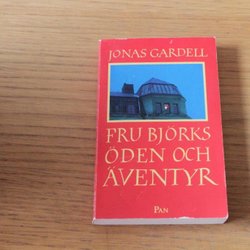 JONAS GARDELL
FRU BJÖRKS
ÖDEN OCH
ÄVENTYR
PAN